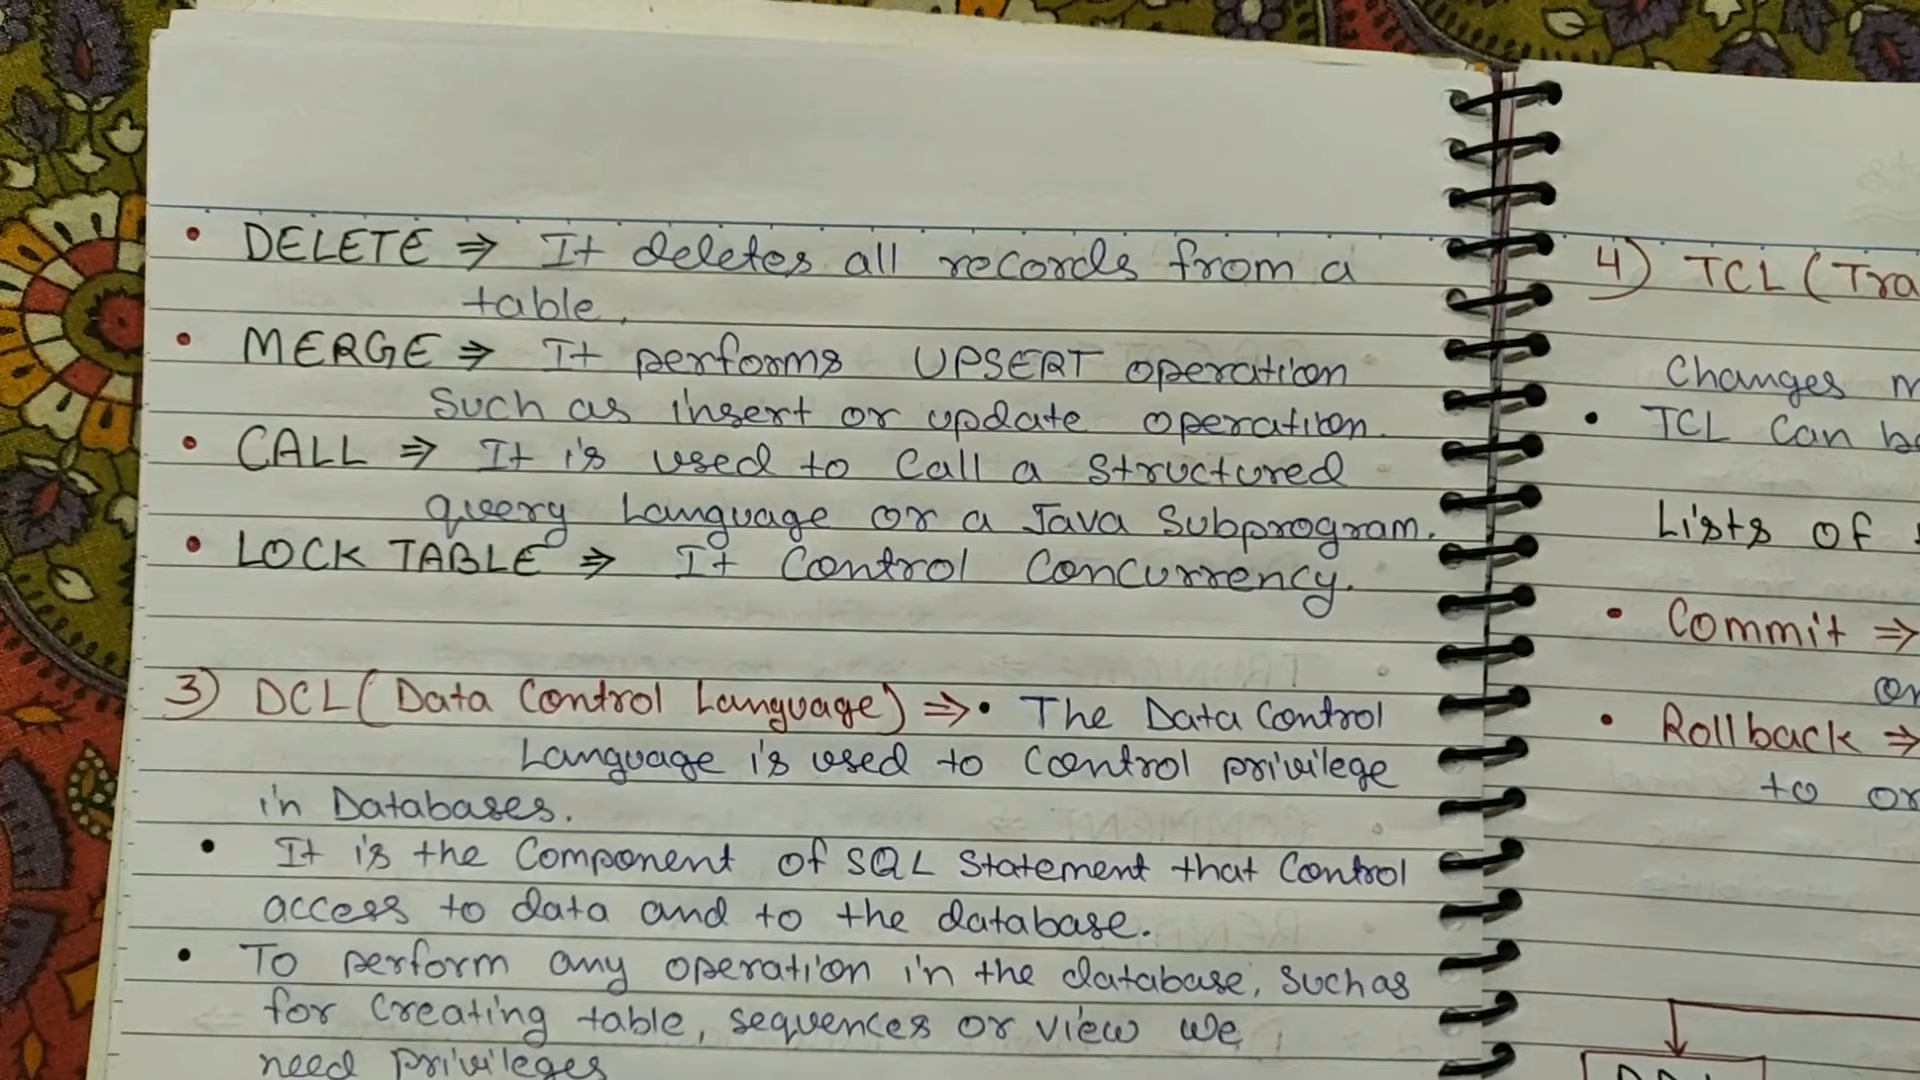 • DELETE ⇒ It deletes all records from a
table.
• MERGE ⇒ It performs UPSERT operation
Such as insert or update operation.
• CALL ⇒ It is used to Call a Structured
query Language or a Java Subprogram.
• LOCK TABLE ⇒ It Control Concurrency.
3) DCL (Data Control Language) ⇒ • The Data Control
Language is used to Control privilege
in Databases.
• It is the Component of SQL Statement that Control
access to data and to the database.
• To perform any operation in the database, such as
for Creating table, sequences or view we
need privileges
4) TCL (Tra
Changes
• TCL Can
Lists of
• Commit ⇒
• Rollback ⇒
to